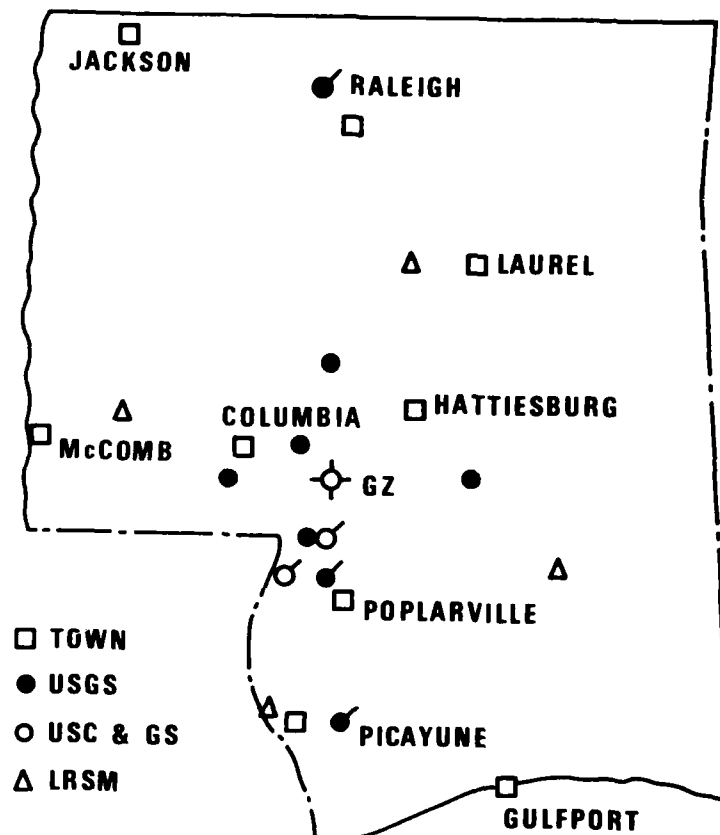 JACKSON
RALEIGH
LAUREL
HATTIESBURG
COLUMBIA
McCOMB
GZ
POPLARVILLE
TOWN
USGS
USC & GS
LRSM
PICAYUNE
GULFPORT